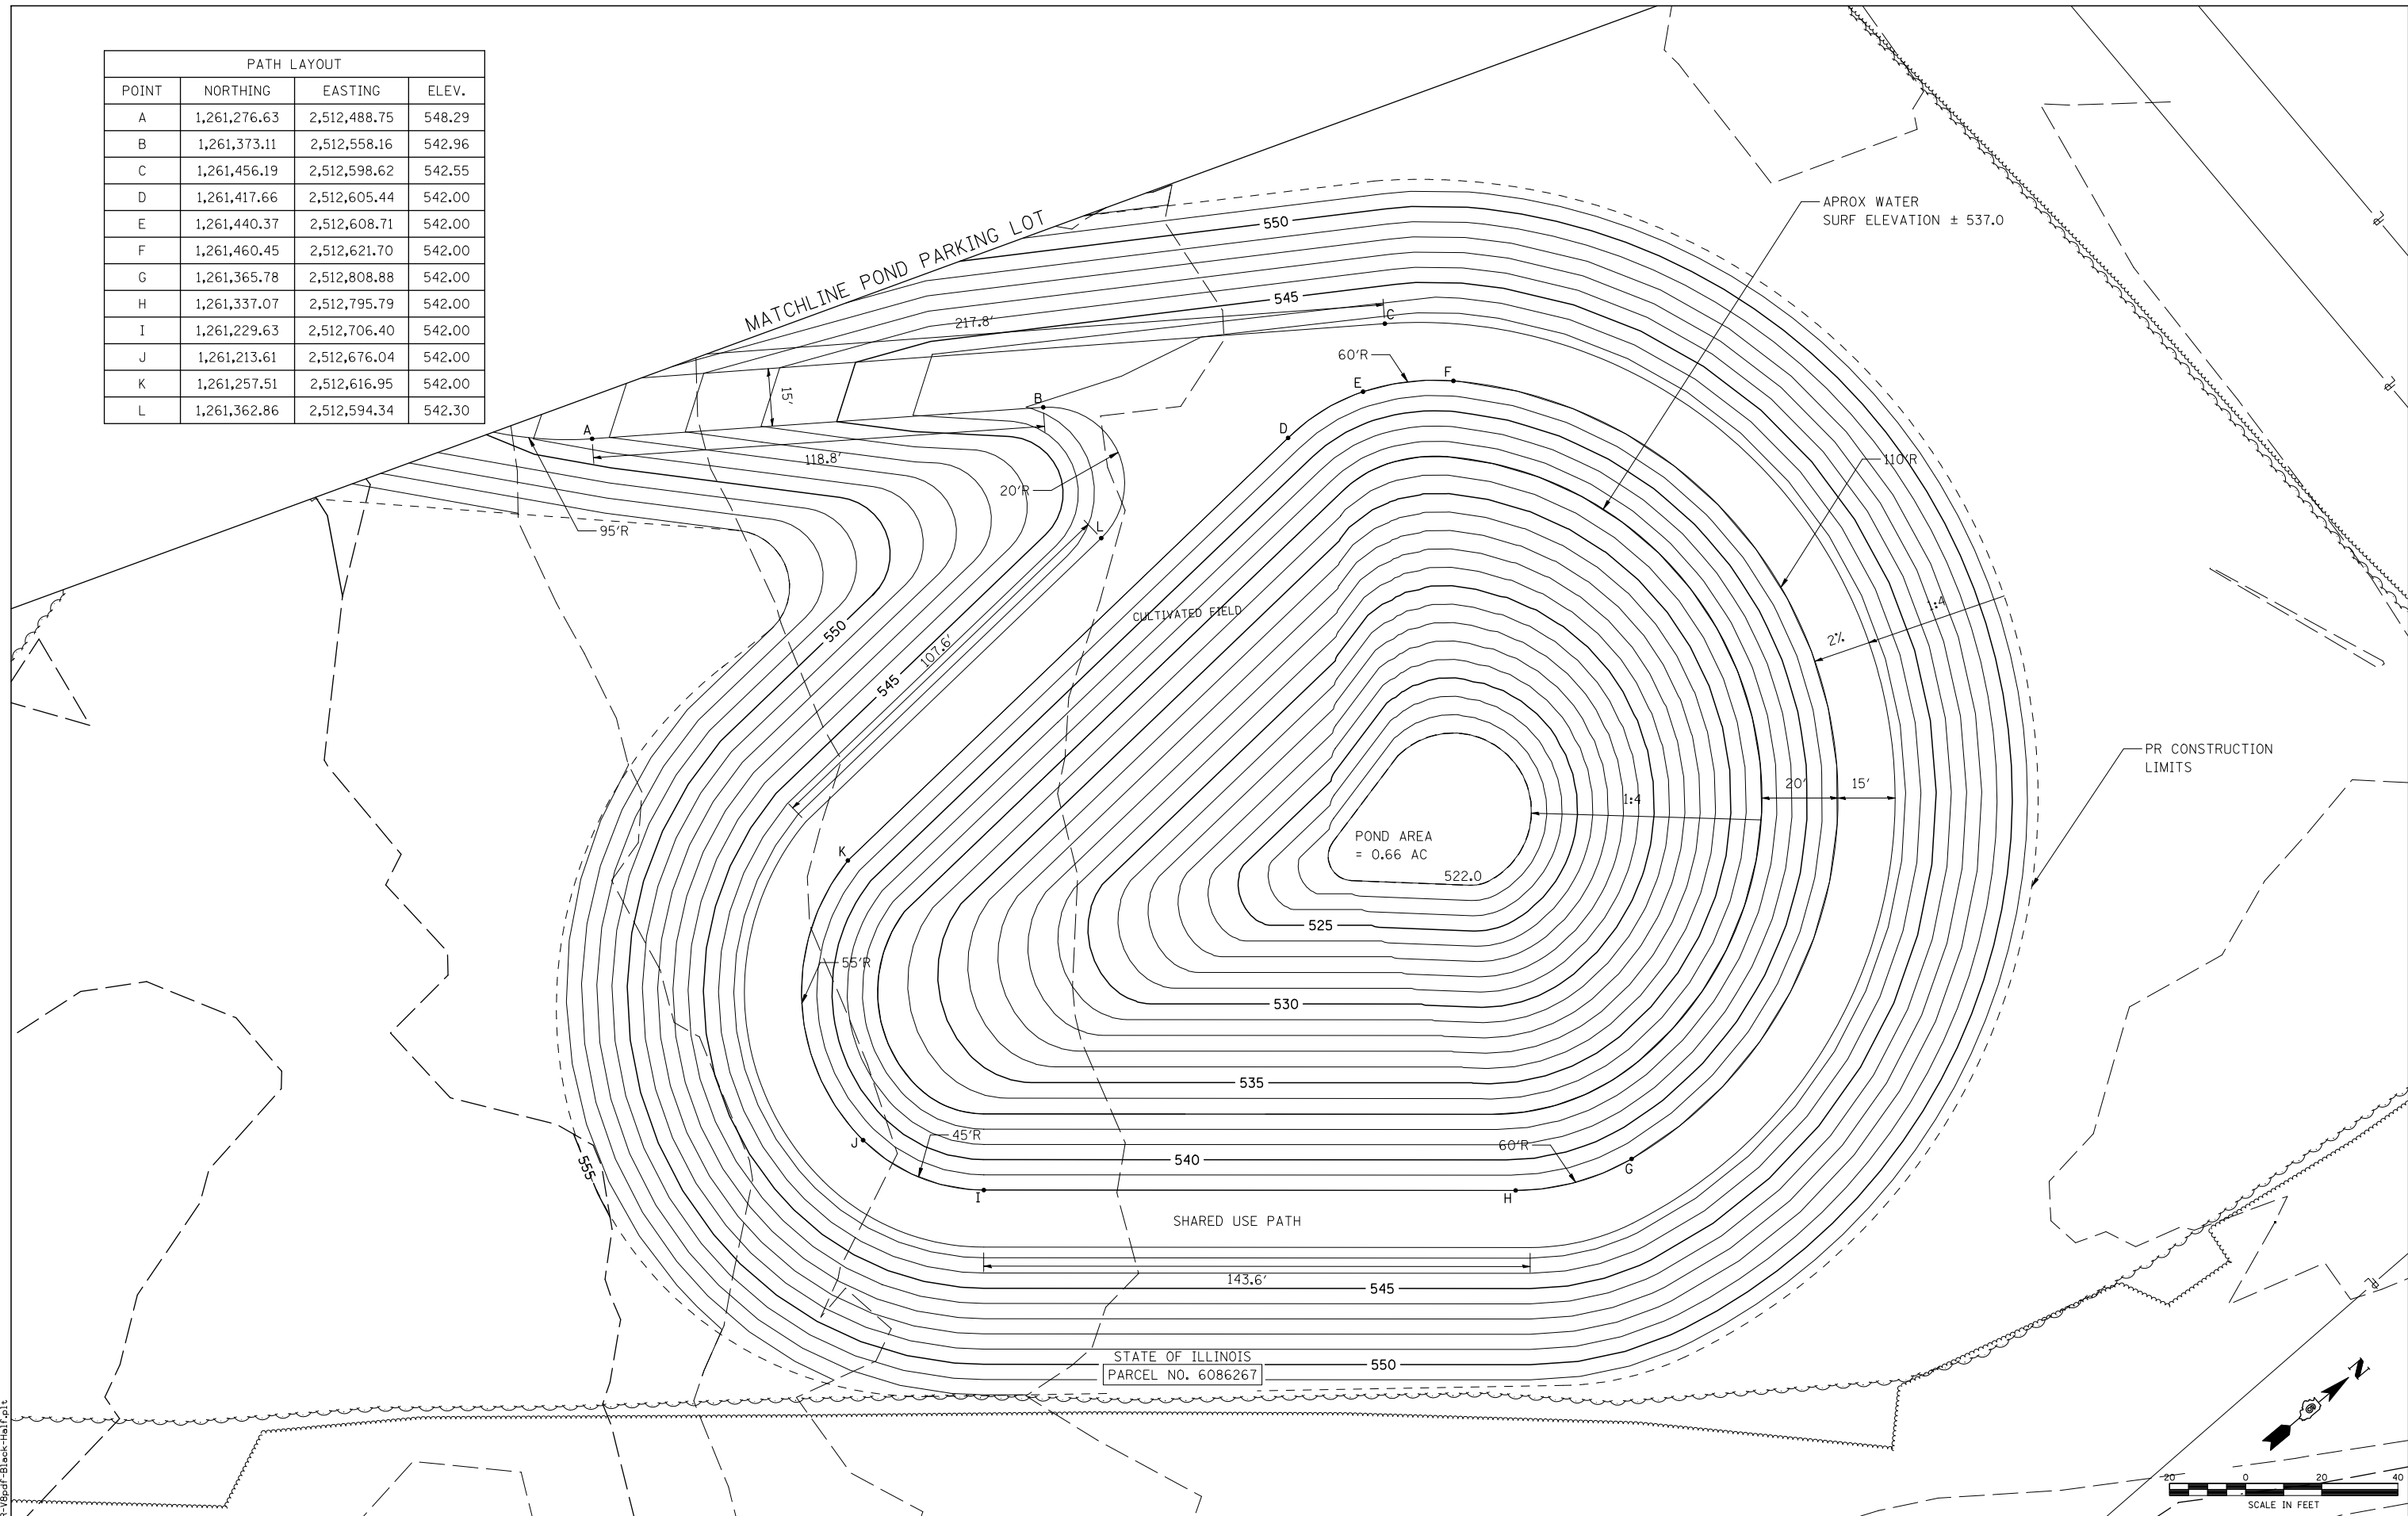 PATH LAYOUT
POINT NORTHING EASTING ELEV.
A 1,261,276.63 2,512,488.75 548.29
B 1,261,373.11 2,512,558.16 542.96
C 1,261,456.19 2,512,598.62 542.55
D 1,261,417.66 2,512,605.44 542.00
E 1,261,440.37 2,512,608.71 542.00
F 1,261,460.45 2,512,621.70 542.00
G 1,261,365.78 2,512,808.88 542.00
H 1,261,337.07 2,512,795.79 542.00
I 1,261,229.63 2,512,706.40 542.00
J 1,261,213.61 2,512,676.04 542.00
K 1,261,257.51 2,512,616.95 542.00
L 1,261,362.86 2,512,594.34 542.30
MATCHLINE POND PARKING LOT
APROX WATER
SURF ELEVATION ± 537.0
550
545
217.8'
C
60'R
E
F
15'
B
A
D
118.8'
110'R
20'R
L
95'R
1:4
CULTIVATED FIELD
550
2%
107.6'
545
PR CONSTRUCTION
LIMITS
20'
15'
1:4
POND AREA
= 0.66 AC
K
522.0
525
55'R
530
535
45'R
J
60'R
540
G
555
I
H
SHARED USE PATH
143.6'
545
STATE OF ILLINOIS
PARCEL NO. 6086267
550
P
P
P
N
20 0 20 40
SCALE IN FEET
R-V8pdf-Black-Half.plt